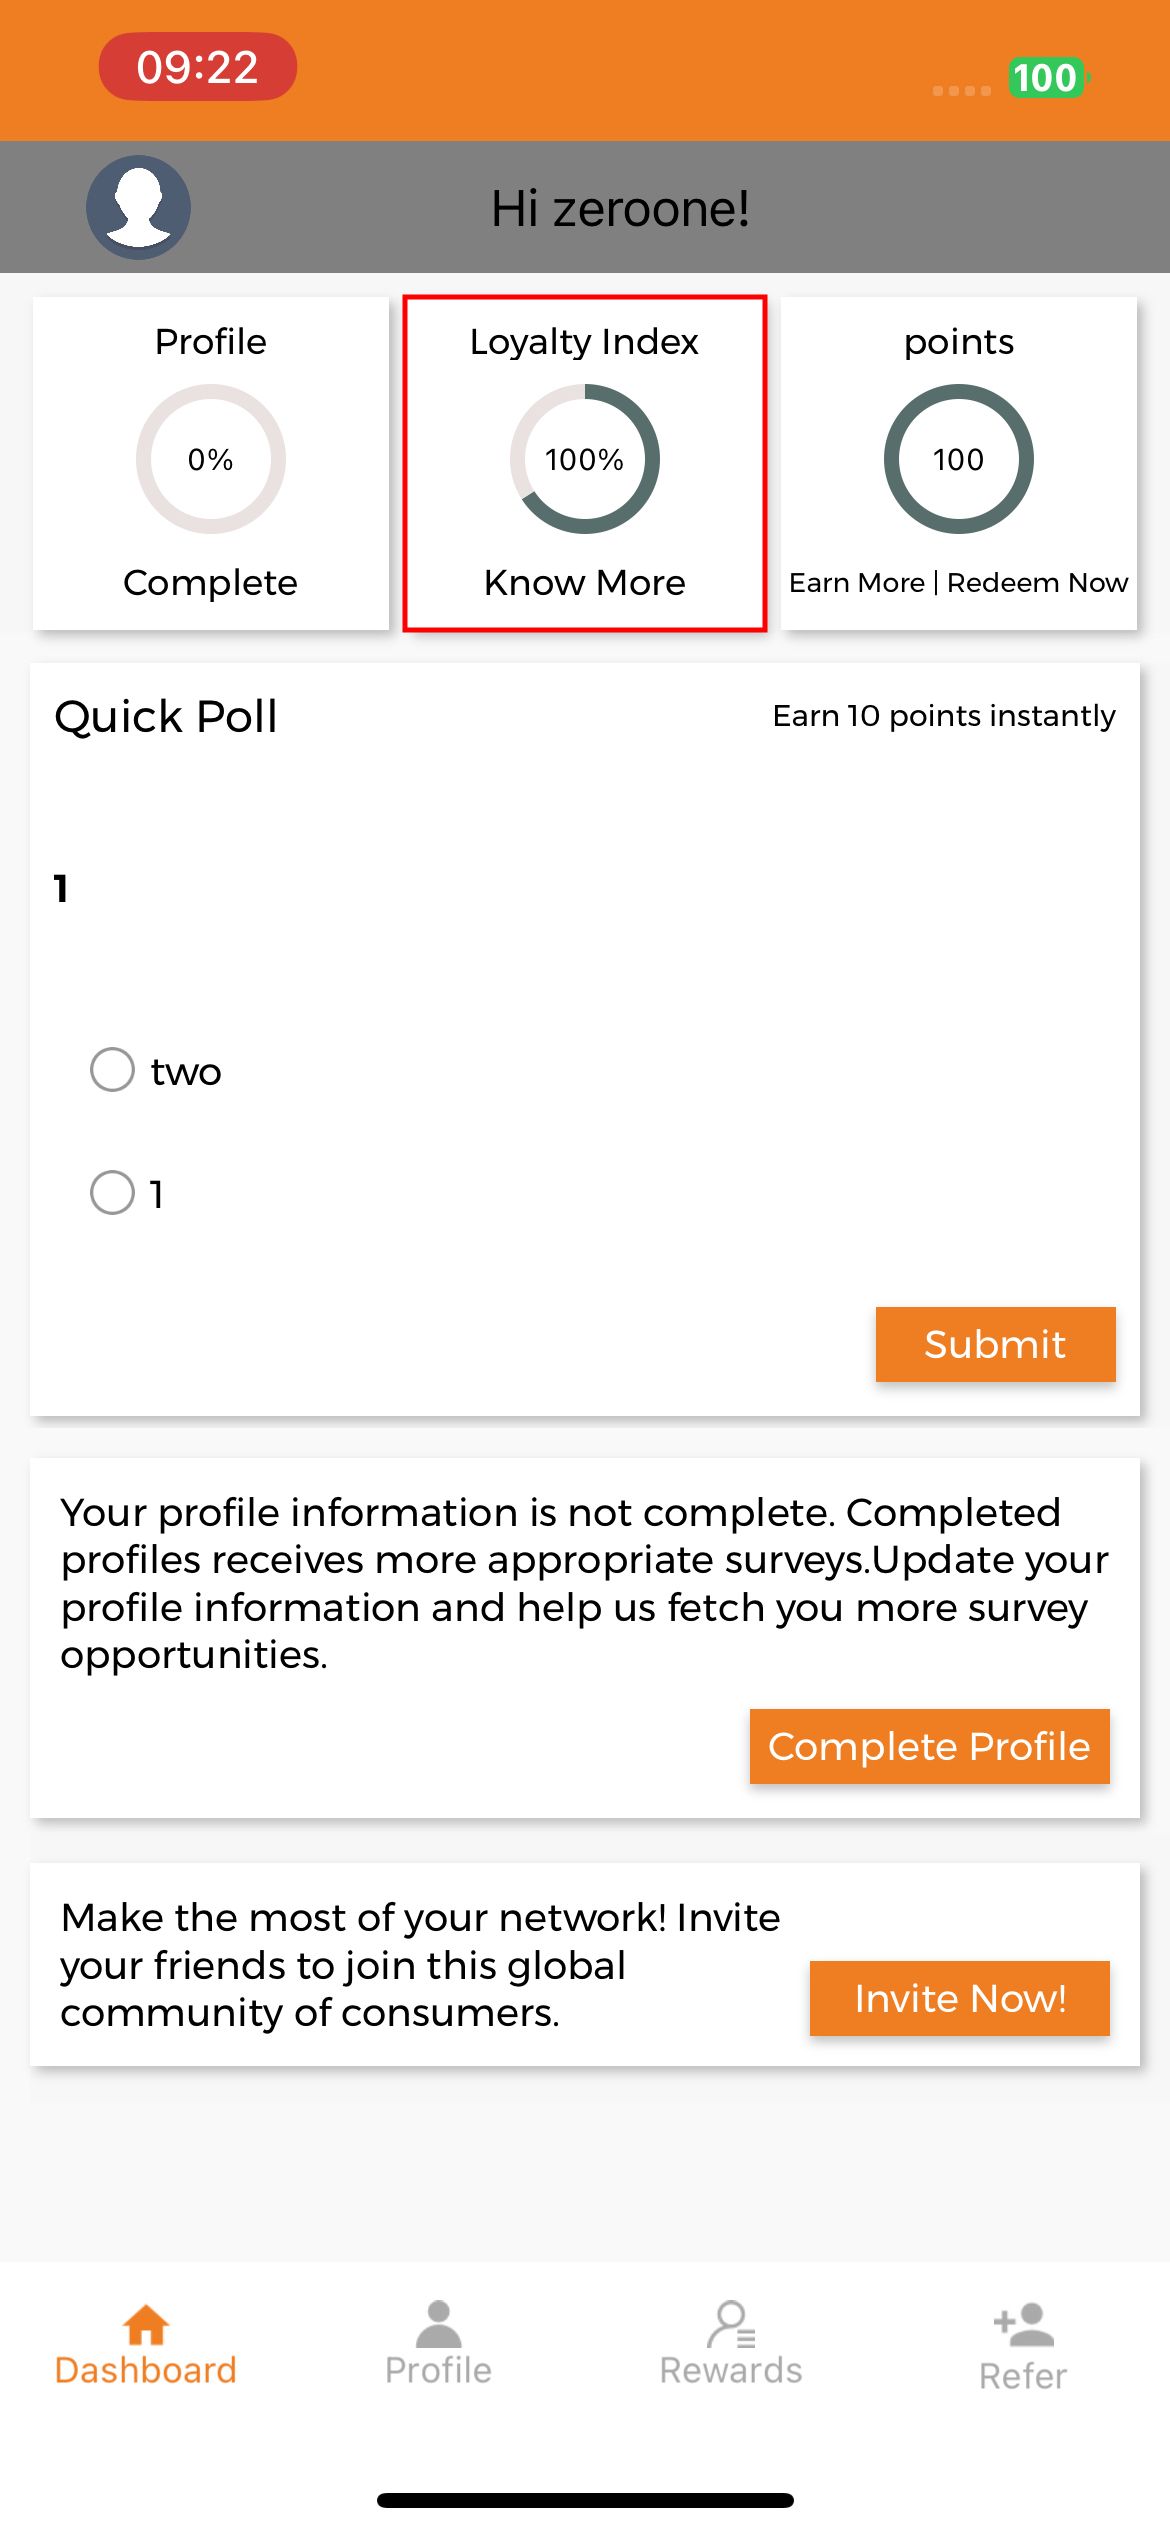 09:22
100
Hi zeroone!
Profile
0%
Complete
Loyalty Index
100%
Know More
points
100
Earn More | Redeem Now
Quick Poll
Earn 10 points instantly
1
two
1
Submit
Your profile information is not complete. Completed
profiles receives more appropriate surveys.Update your
profile information and help us fetch you more survey
opportunities.
Complete Profile
Make the most of your network! Invite
your friends to join this global
community of consumers.
Invite Now!
Dashboard
Profile
Rewards
Refer